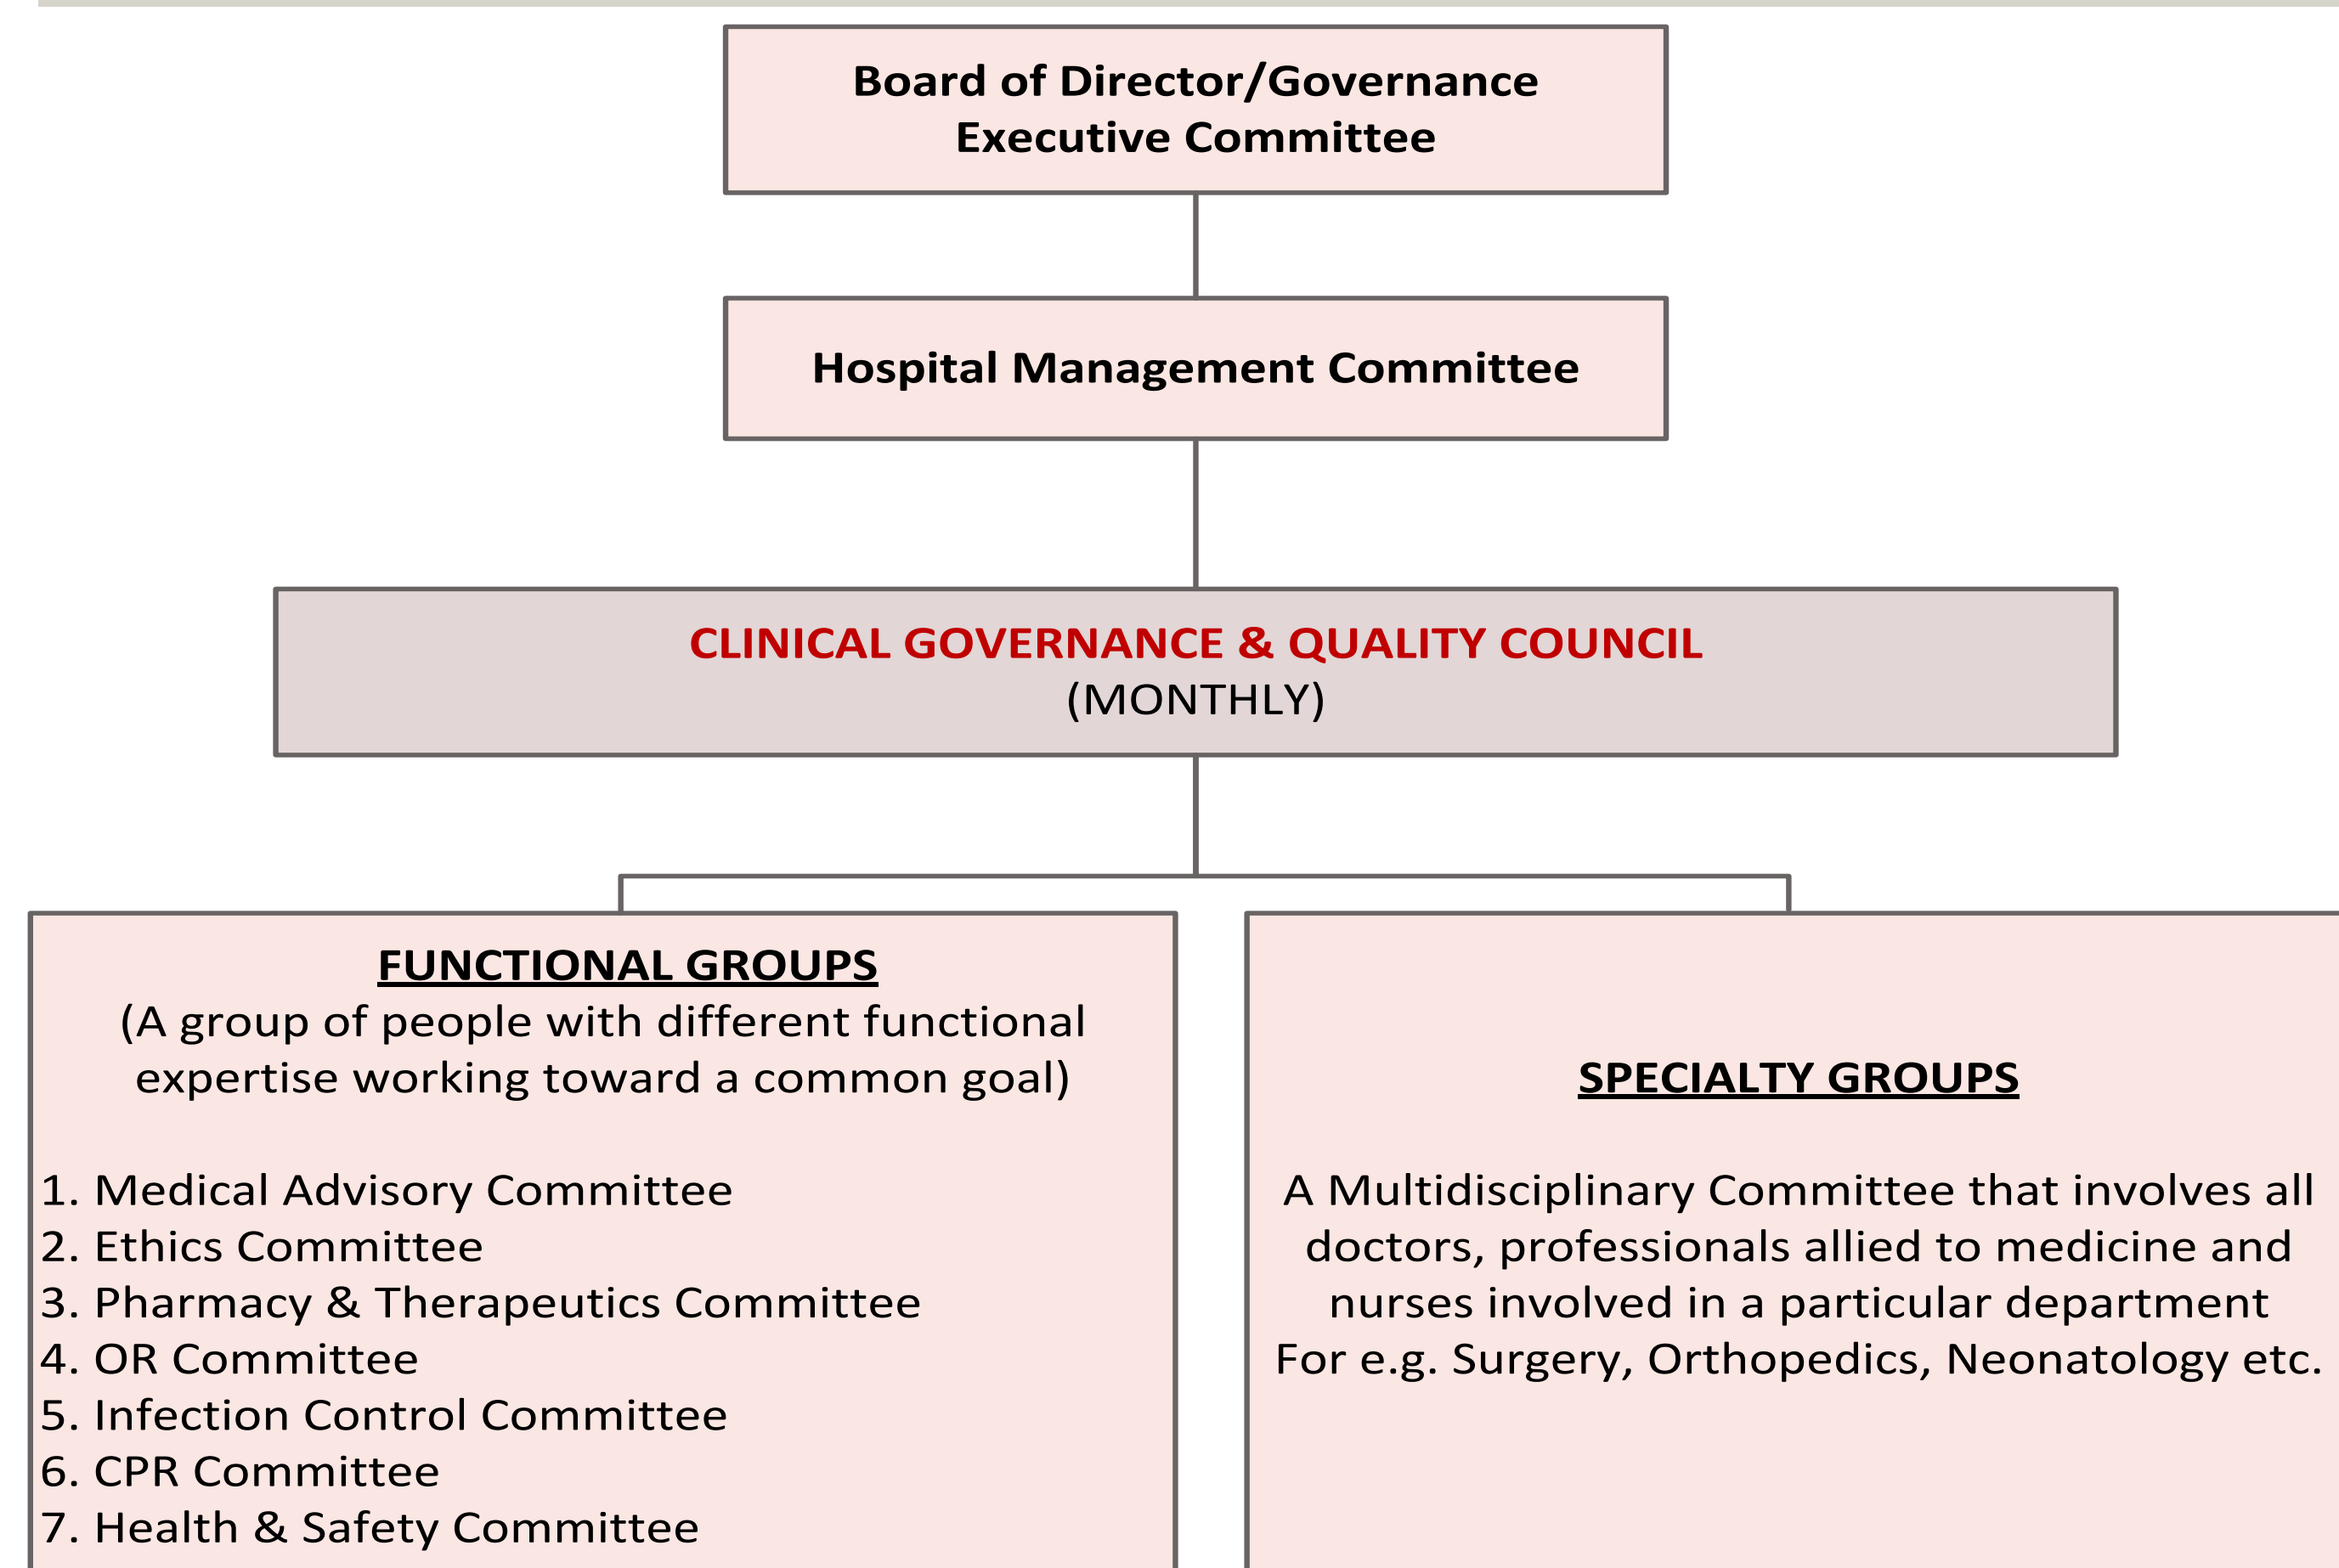 Board of Director/Governance
Executive Committee
Hospital Management Committee
CLINICAL GOVERNANCE & QUALITY COUNCIL
(MONTHLY)
FUNCTIONAL GROUPS
(A group of people with different functional
expertise working toward a common goal)
1. Medical Advisory Committee
2. Ethics Committee
3. Pharmacy & Therapeutics Committee
4. OR Committee
5. Infection Control Committee
6. CPR Committee
7. Health & Safety Committee
SPECIALTY GROUPS
A Multidisciplinary Committee that involves all
doctors, professionals allied to medicine and
nurses involved in a particular department
For e.g. Surgery, Orthopedics, Neonatology etc.